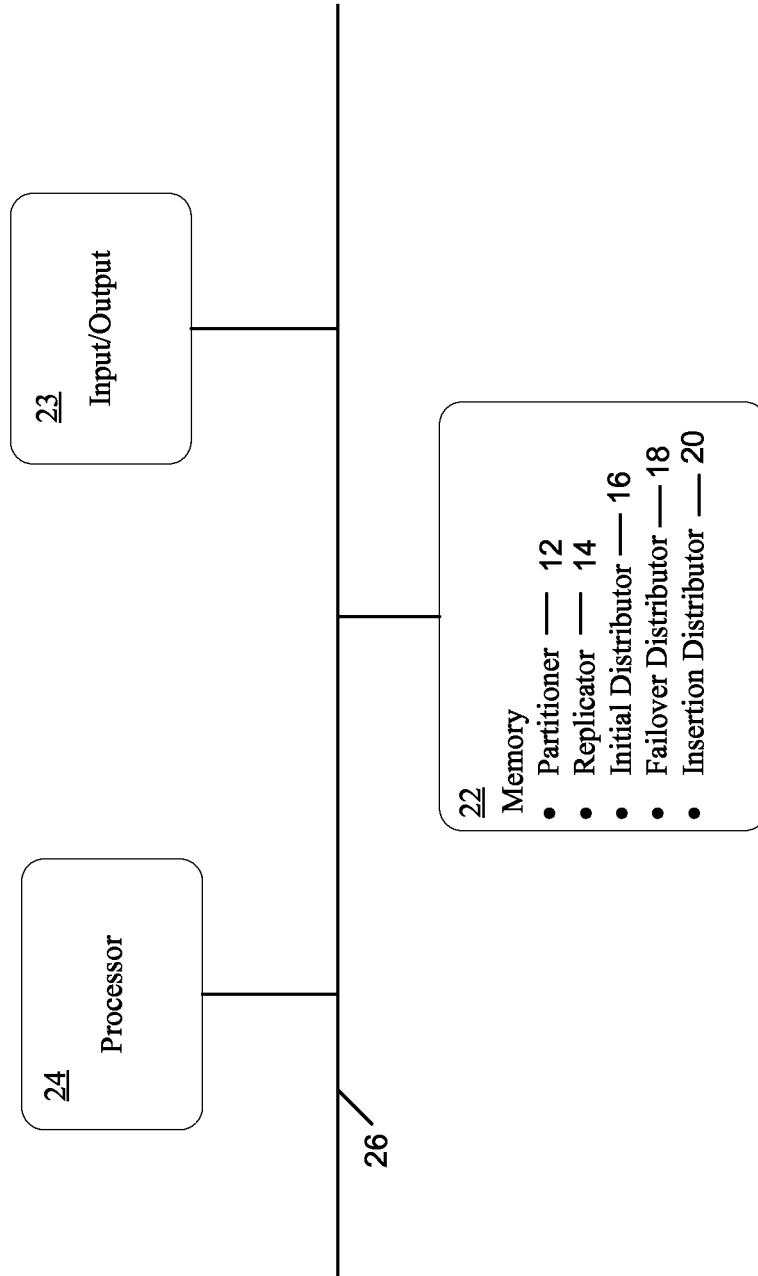 24
Processor
23
Input/Output
26
22
Memory
• Partitioner — 12
• Replicator — 14
• Initial Distributor — 16
• Failover Distributor — 18
• Insertion Distributor — 20